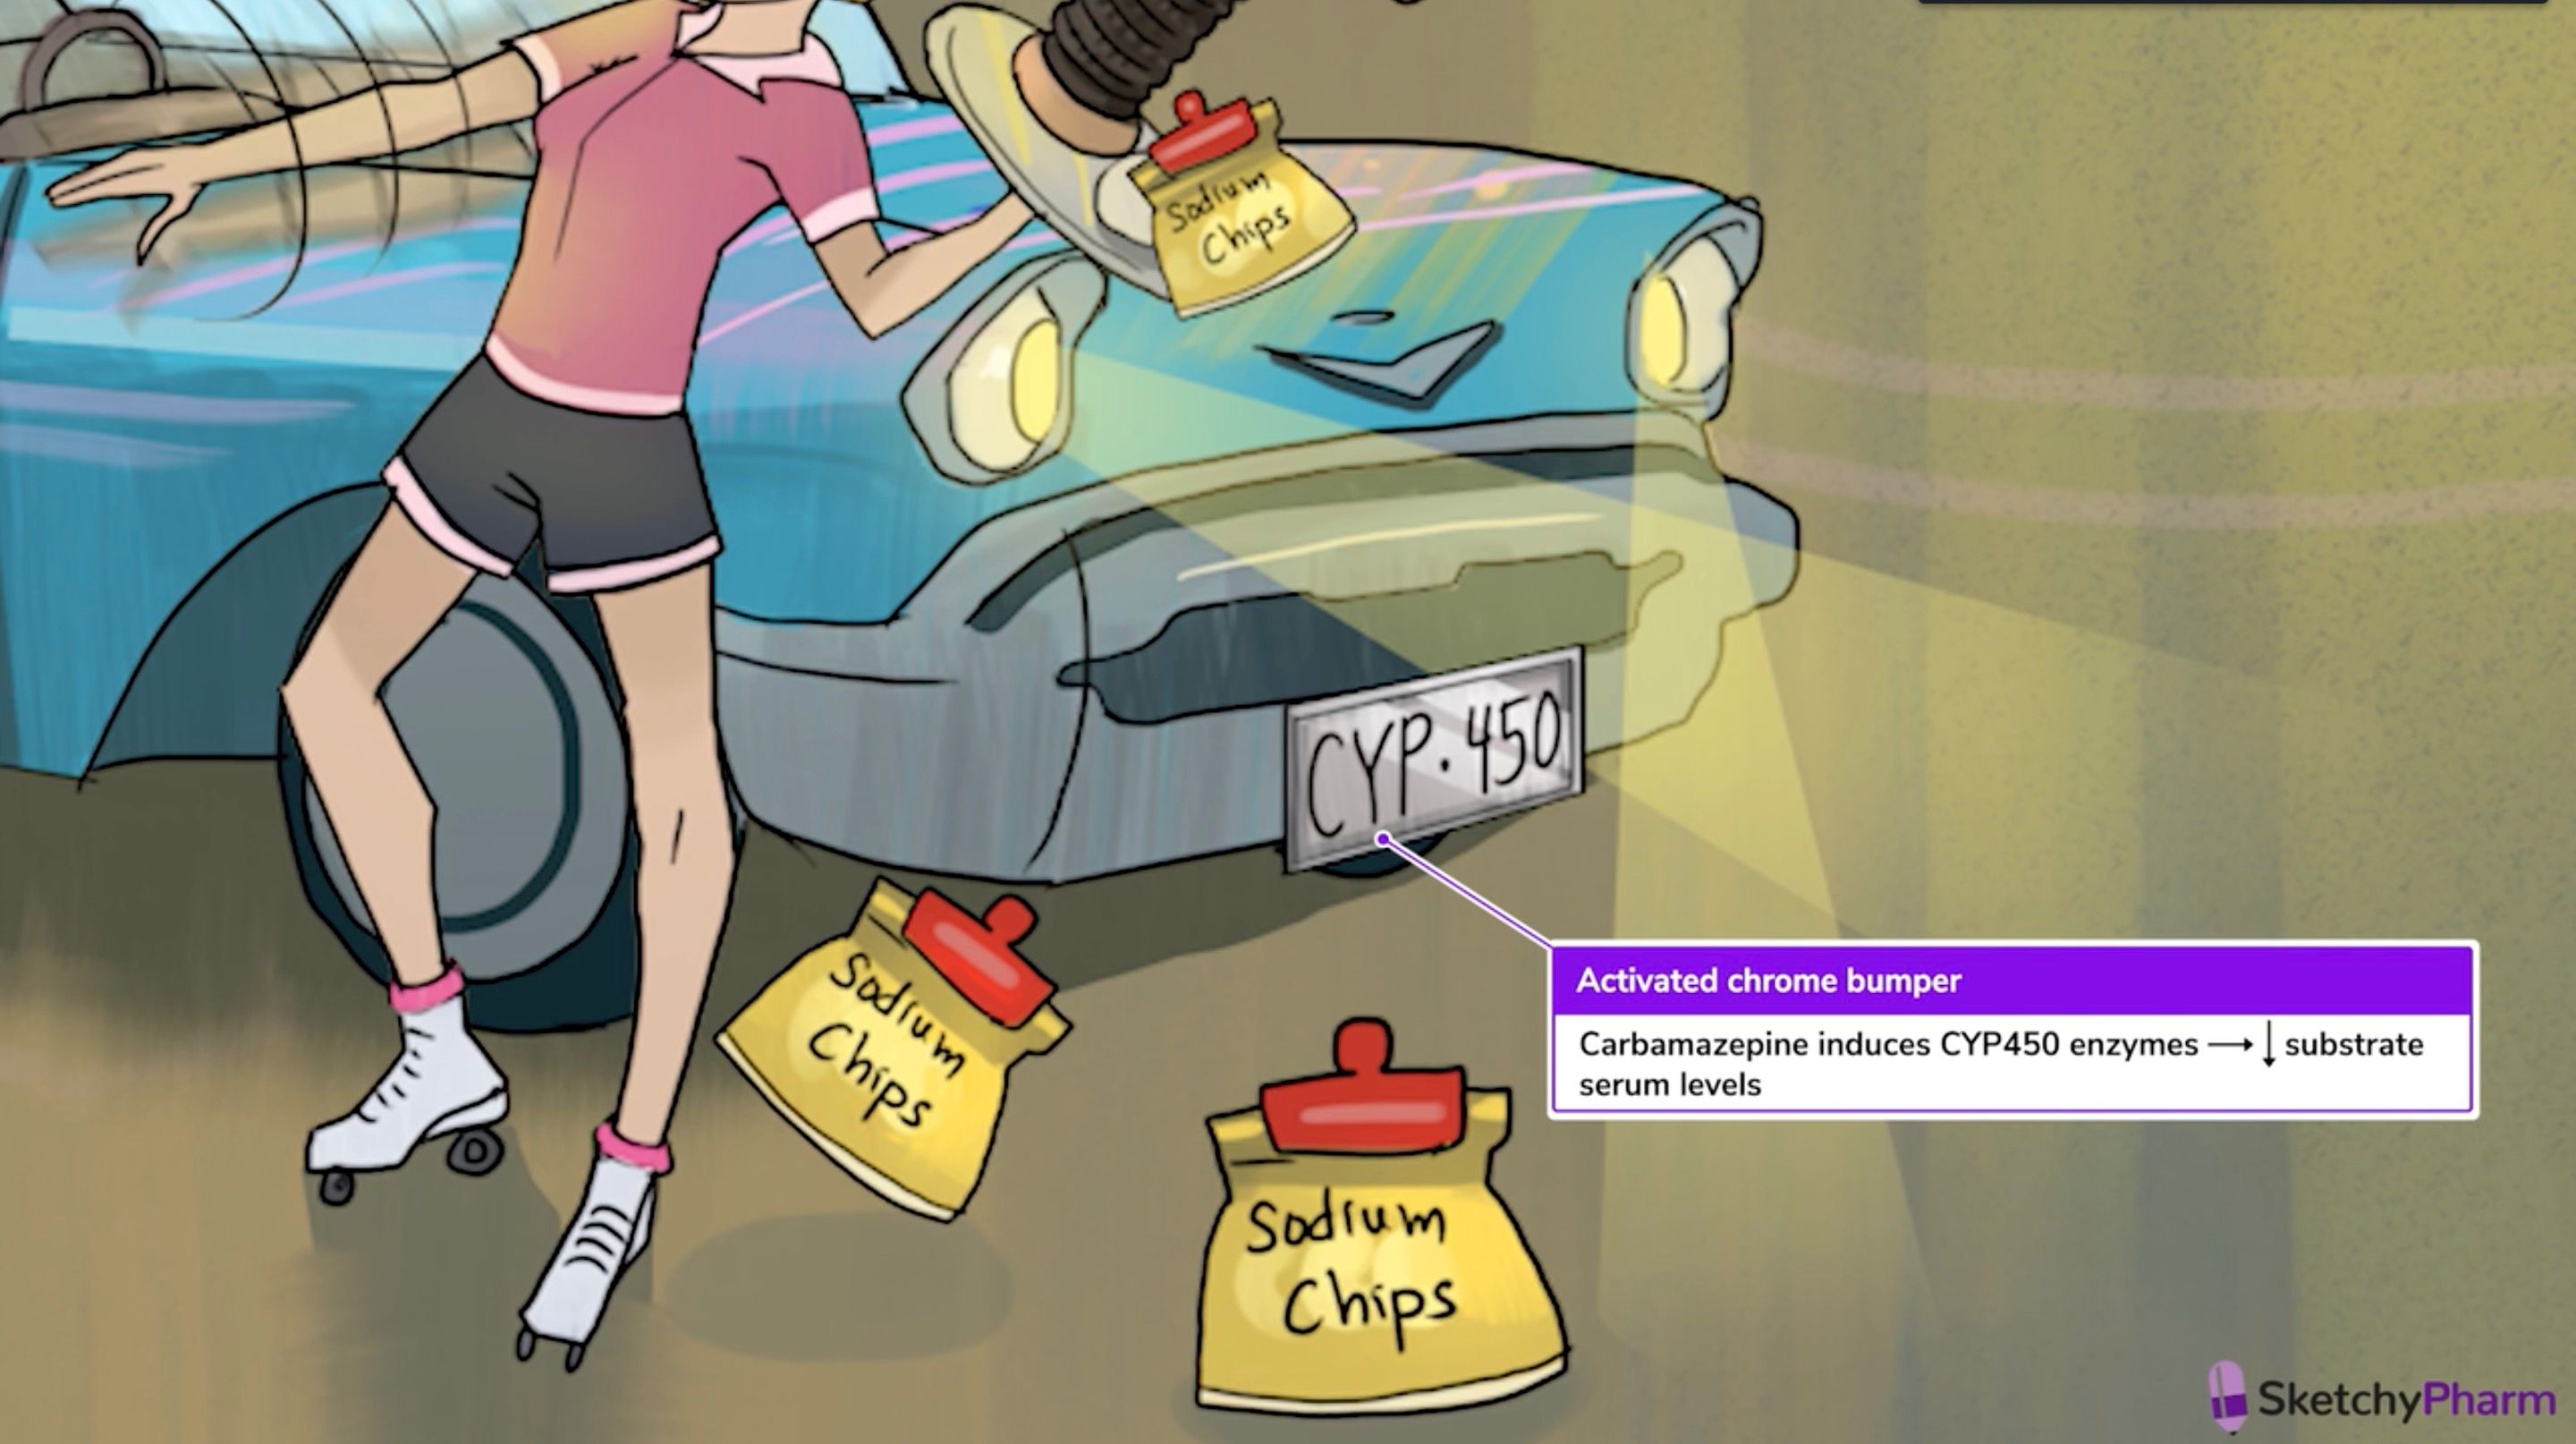 Sodium
Chips
CYP.450
Activated chrome bumper
Carbamazepine induces CYP450 enzymes → ↓ substrate
serum levels
Sodium
Chips
Sodium
Chips
SketchyPharm